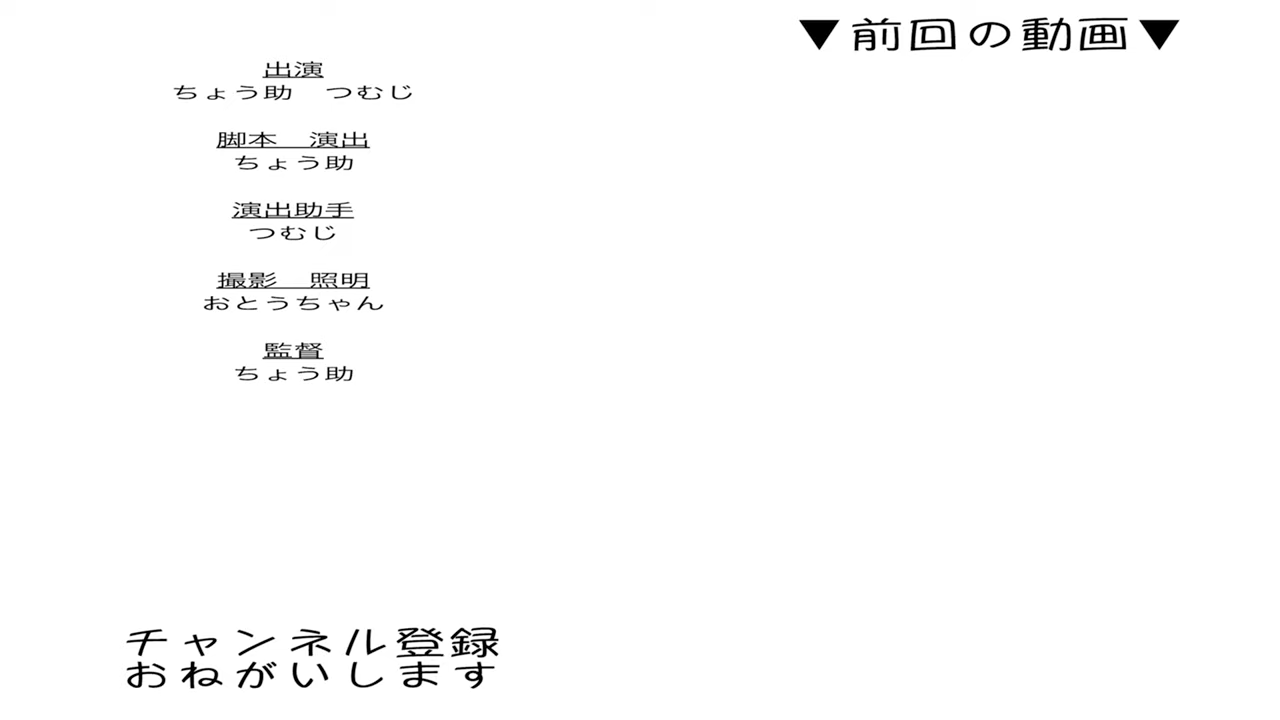 ▼前回の動画▼
出演
ちょう助　つむじ
脚本　演出
ちょう助
演出助手
つむじ
撮影　照明
おとうちゃん
監督
ちょう助
チャンネル登録
おねがいします